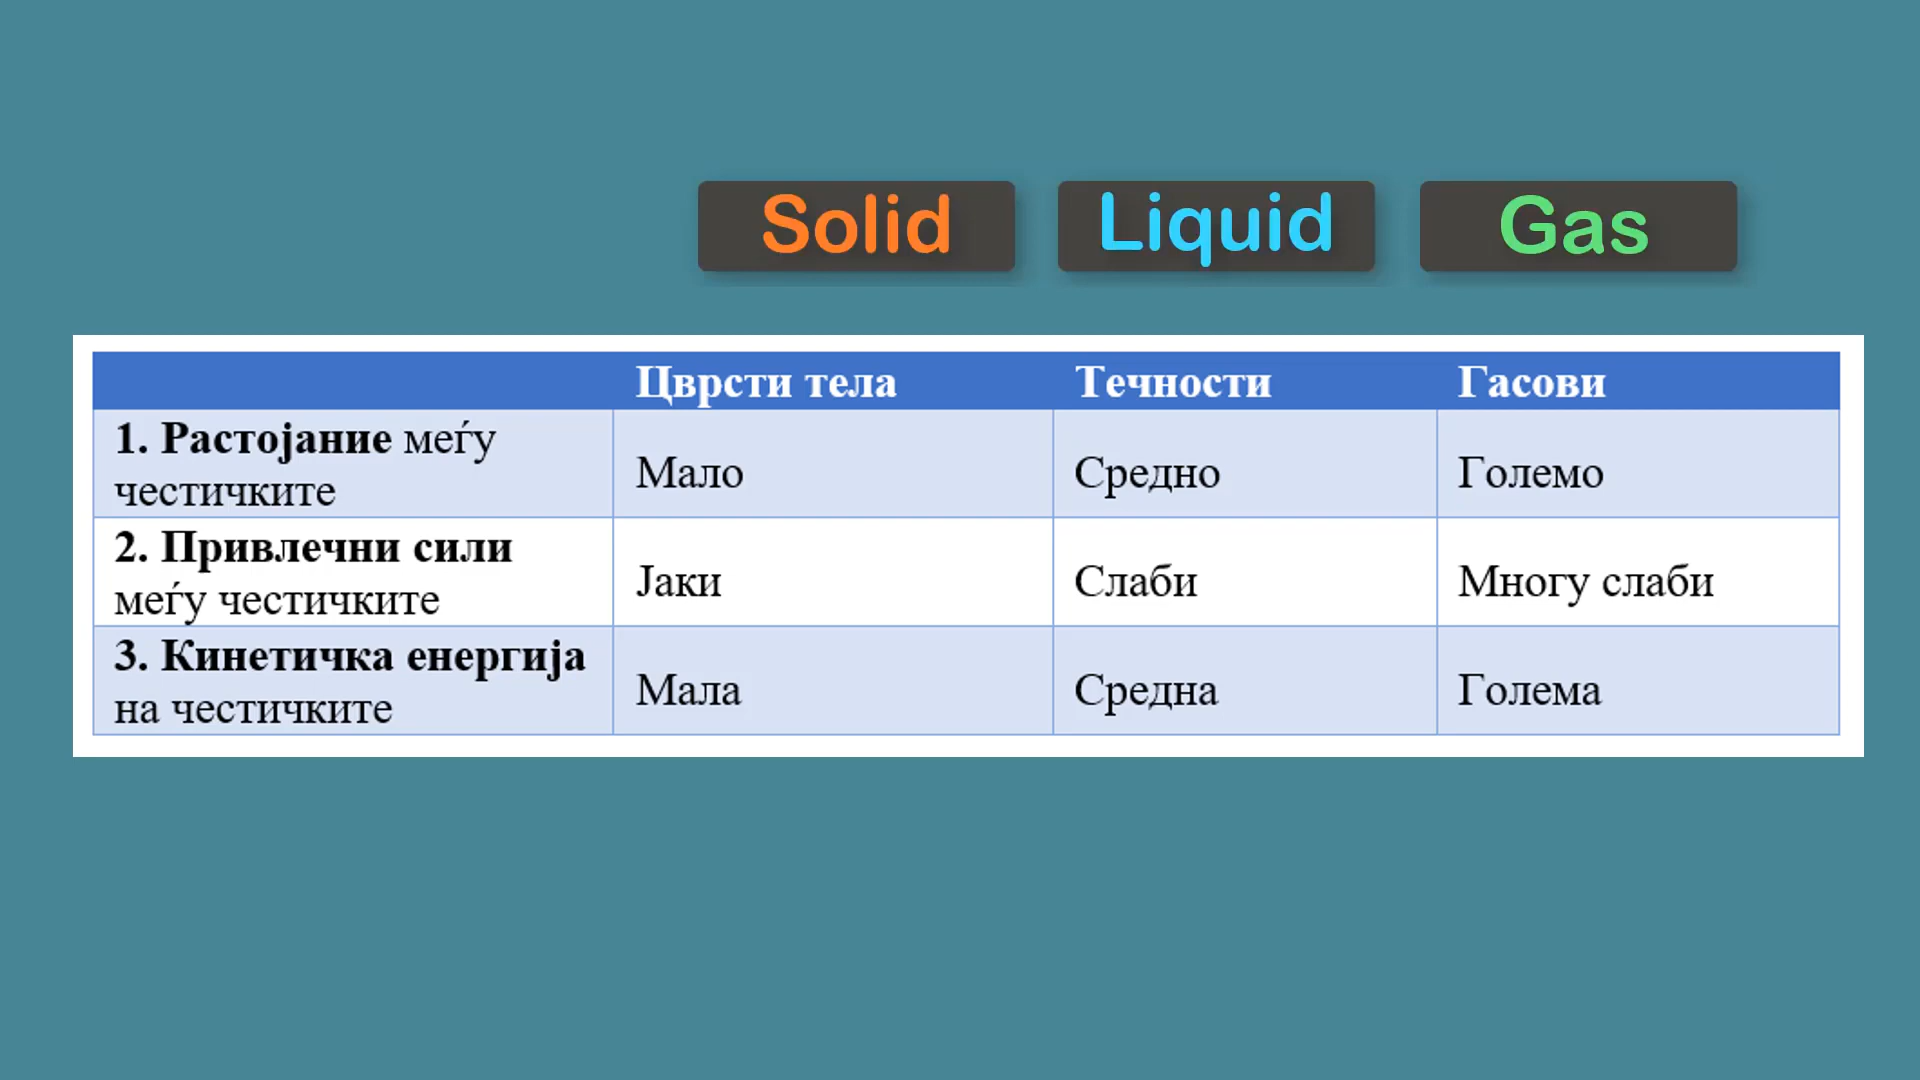 Solid Liquid Gas
Цврсти тела Течности Гасови
1. Растојание меѓу
честичките
Мало Средно Големо
2. Привлечни сили
меѓу честичките
Јаки Слаби Многу слаби
3. Кинетичка енергија
на честичките
Мала Средна Голема